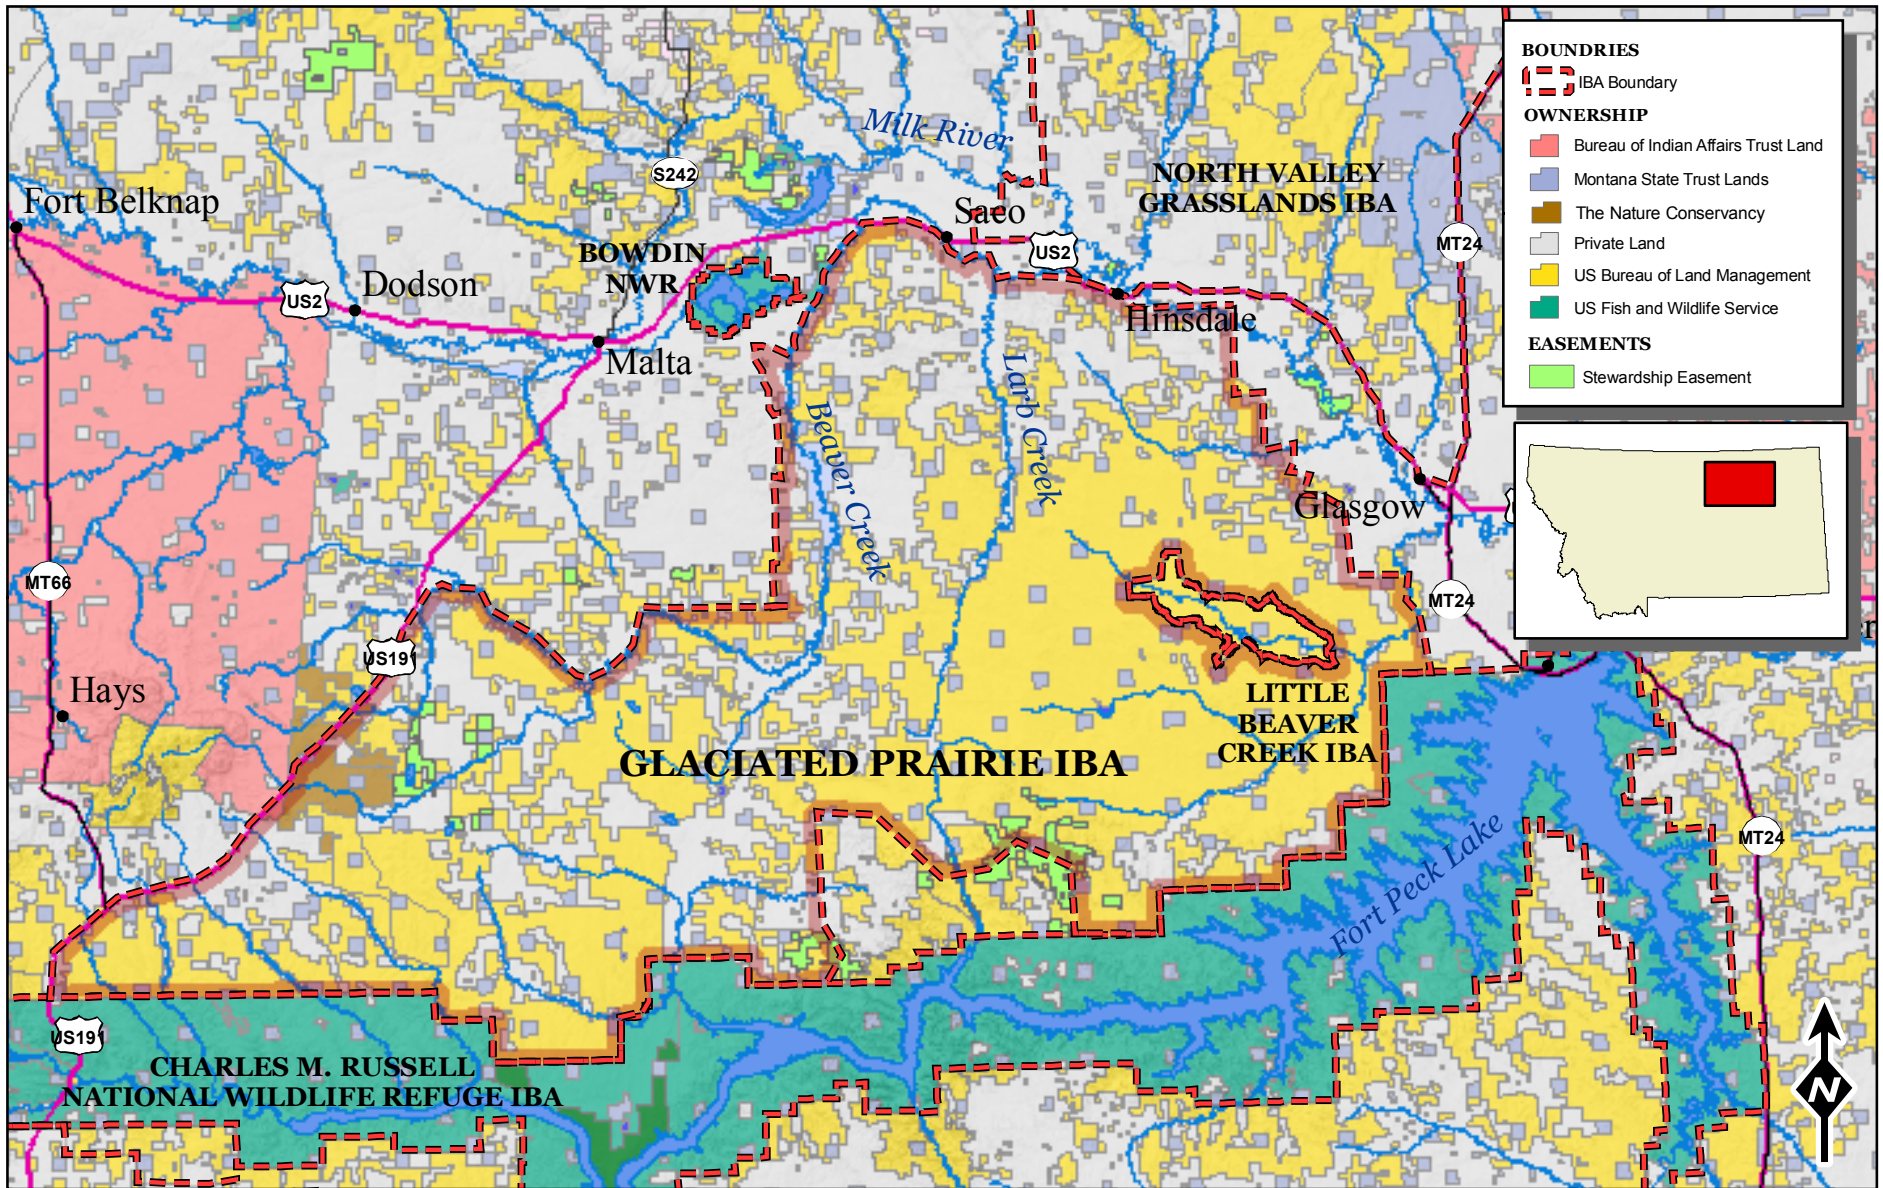 BOUNDRIES
IBA Boundary
OWNERSHIP
Bureau of Indian Affairs Trust Land
Montana State Trust Lands
The Nature Conservancy
Private Land
US Bureau of Land Management
US Fish and Wildlife Service
EASEMENTS
Stewardship Easement
Milk River
S242
NORTH VALLEY
GRASSLANDS IBA
Fort Belknap
Saco
US2
MT24
BOWDIN
NWR
Dodson
US2
Hinsdale
Malta
Larb Creek
Beaver Creek
Glasgow
MT66
MT24
US191
Hays
LITTLE
BEAVER
CREEK IBA
GLACIATED PRAIRIE IBA
MT24
Fort Peck Lake
US191
CHARLES M. RUSSELL
NATIONAL WILDLIFE REFUGE IBA
N